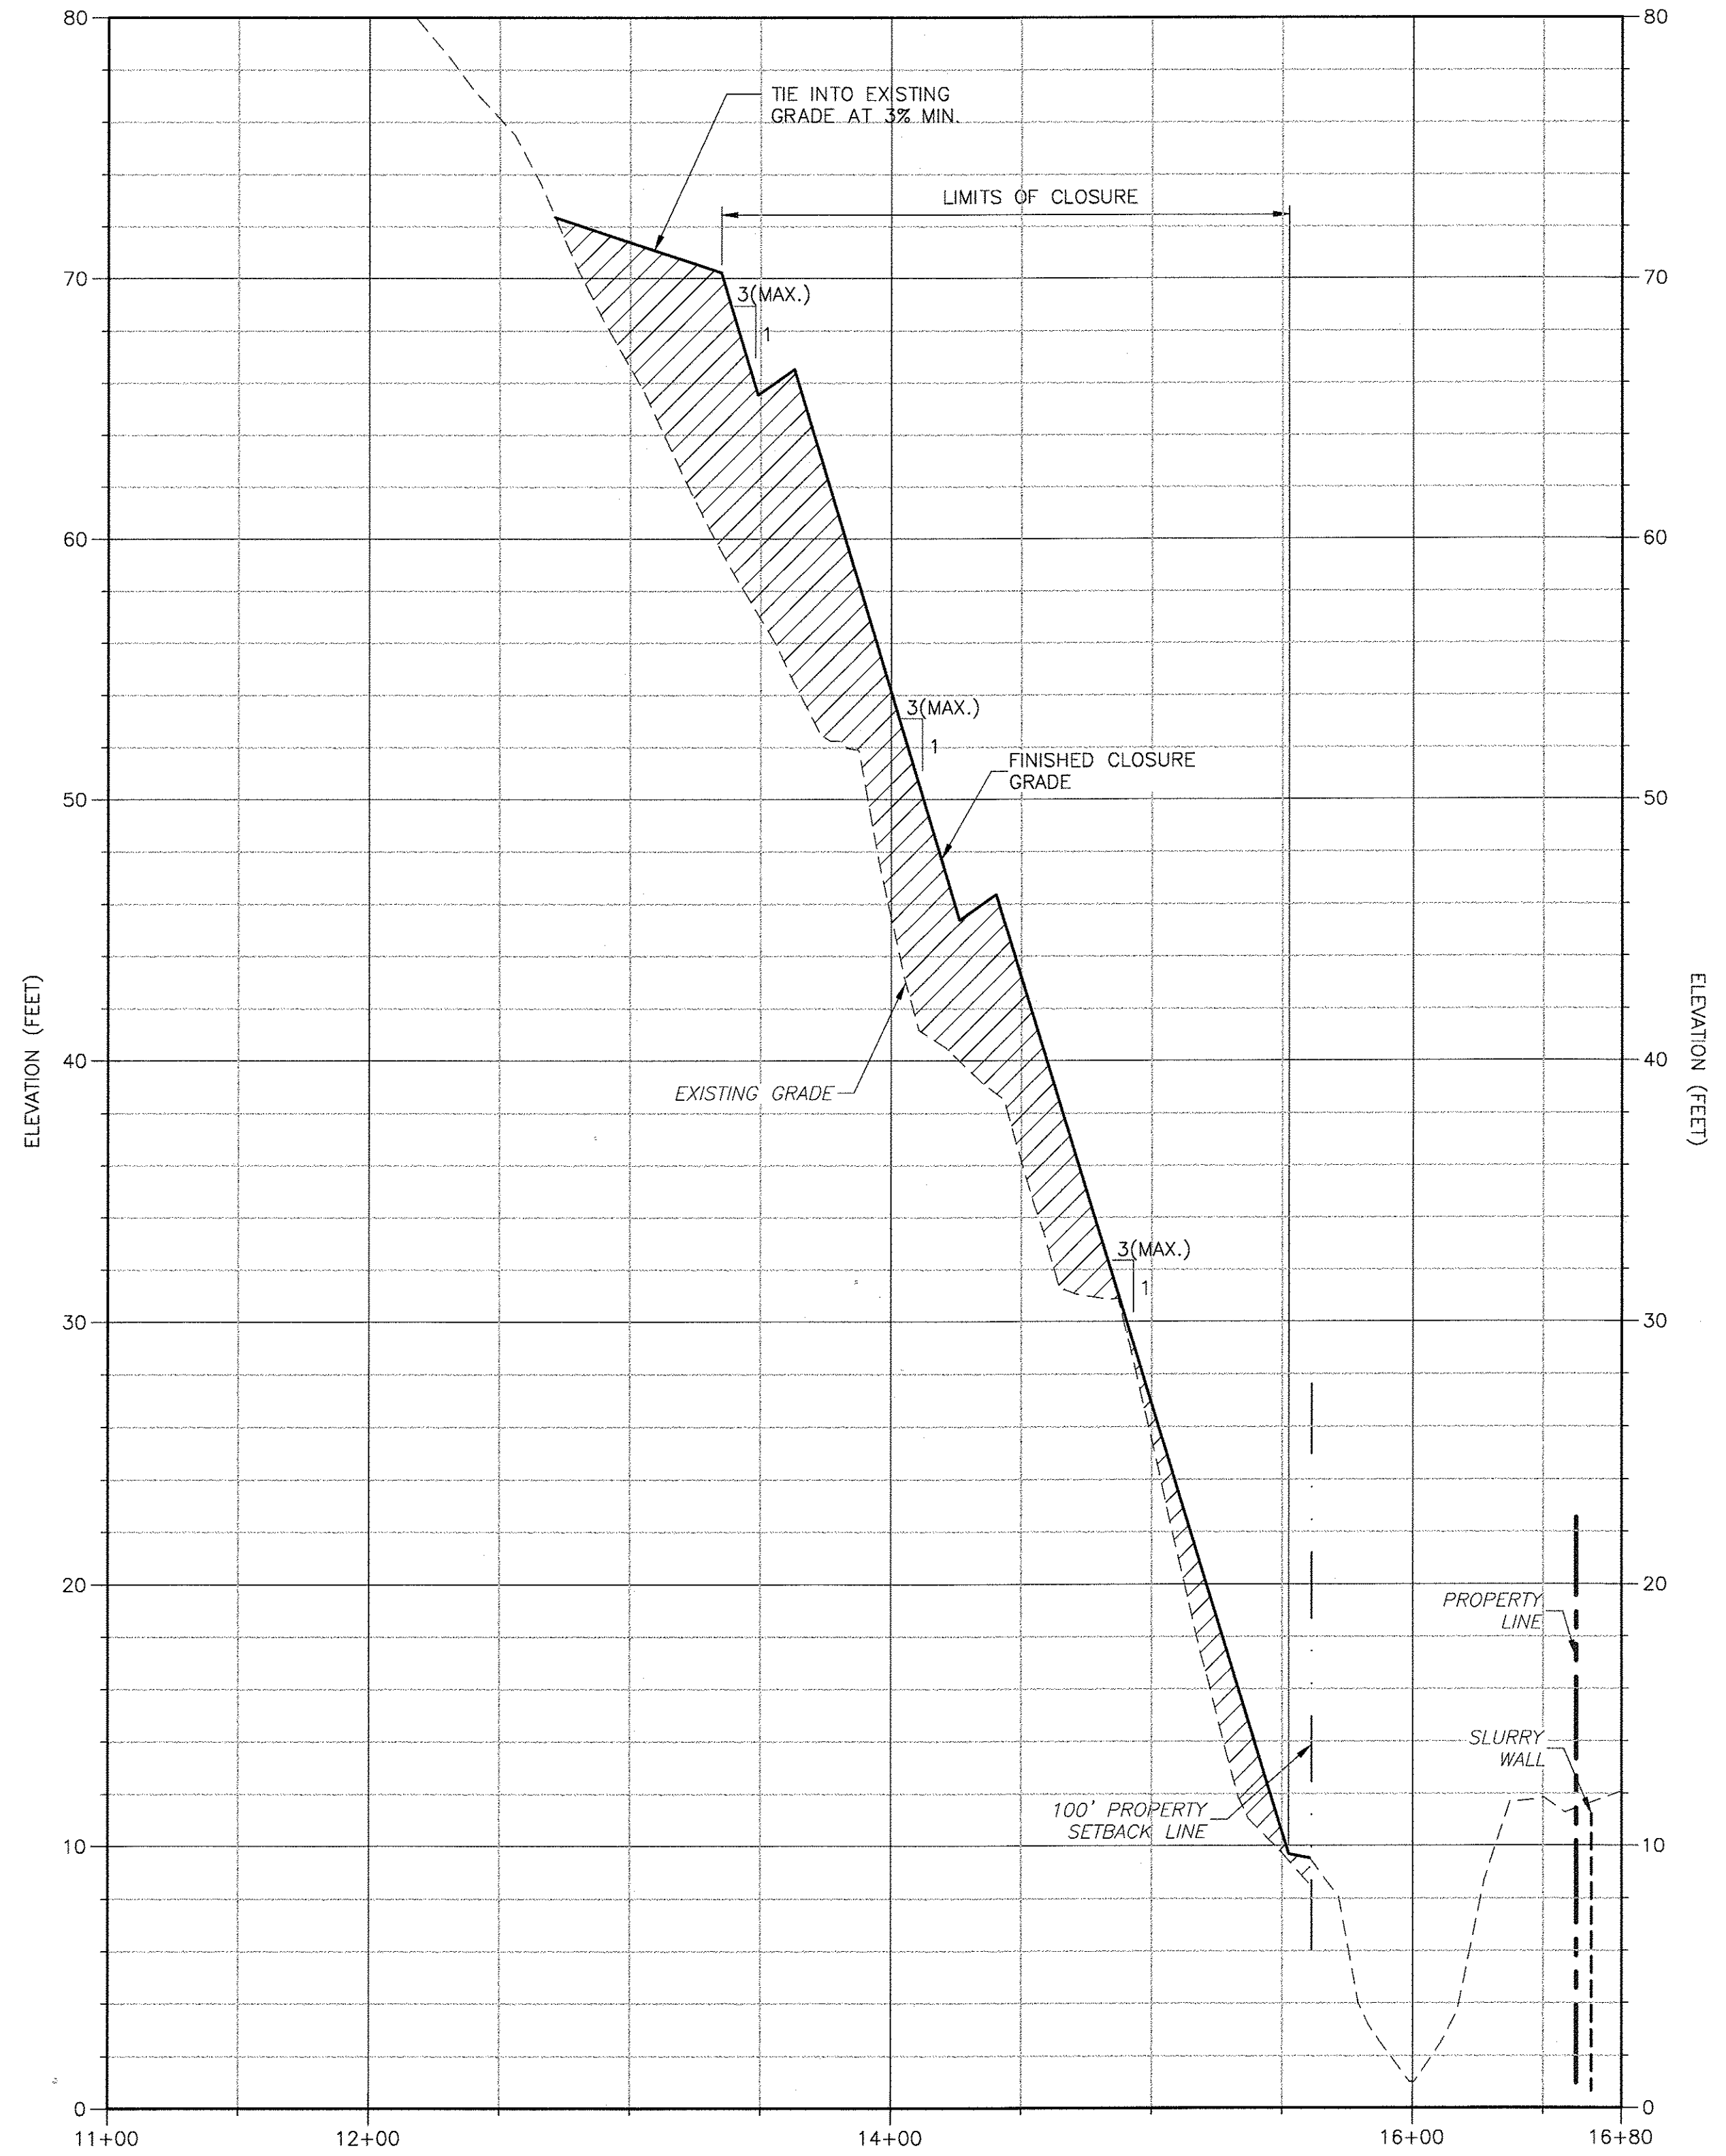 80
80
TIE INTO EXISTING
GRADE AT 3% MIN.
LIMITS OF CLOSURE
70
70
3(MAX.)
1
60
60
3(MAX.)
1
FINISHED CLOSURE
GRADE
50
50
ELEVATION (FEET)
ELEVATION (FEET)
40
40
EXISTING GRADE
3(MAX.)
1
30
30
20
20
PROPERTY
LINE
SLURRY
WALL
100' PROPERTY
SETBACK LINE
10
10
0
0
11+00
12+00
14+00
16+00
16+80